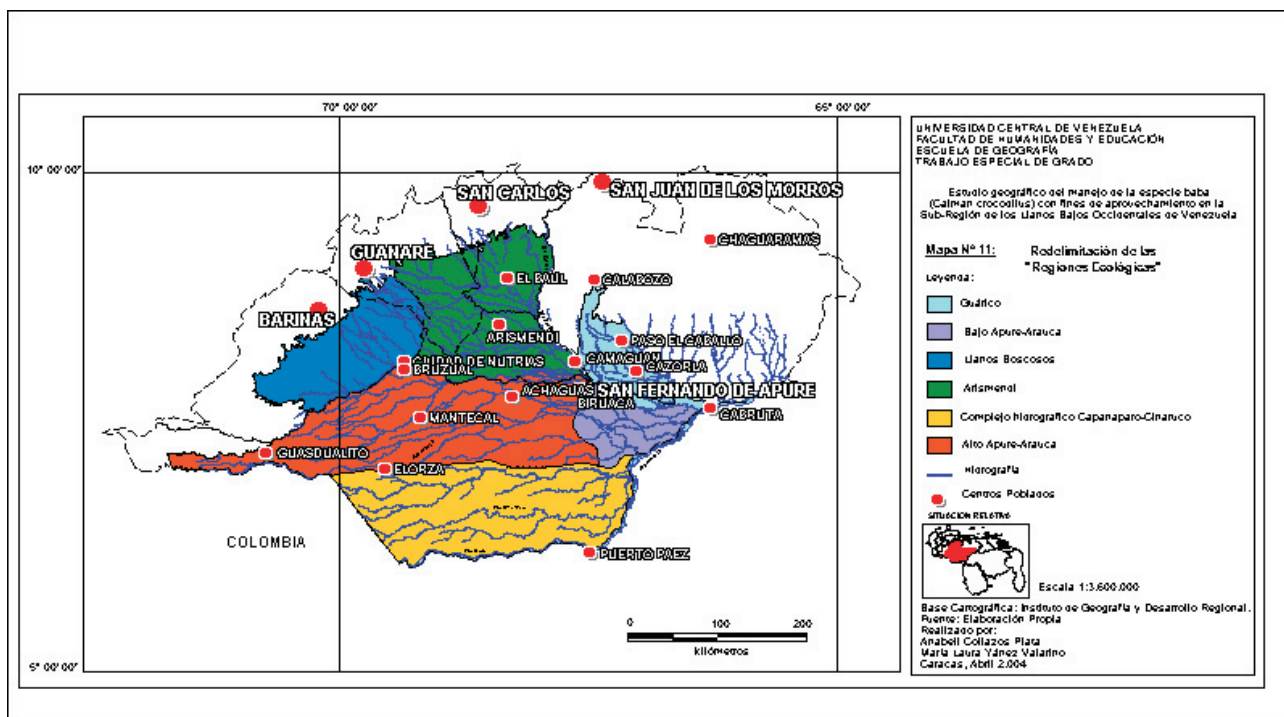 70° 00' 00'
65° 00' 00'
10° 00' 00'
5° 00' 00'
SAN CARLOS
SAN JUAN DE LOS MORROS
CHAGUARAMAS
GUANARE
EL BAUL
CALABOZO
BARINAS
ARISMENDI
PASO EL CABALLO
CIUDAD DE NUTRIAS
CAMAGUAN
CAZORLA
BRUZUAL
ACHAGUAS
SAN FERNANDO DE APURE
BIRUACA
CABRUTA
MANTECAL
GUASDUALITO
ELORZA
COLOMBIA
PUERTO PAEZ
0 100 200
kilómetros
UNIVERSIDAD CENTRAL DE VENEZUELA
FACULTAD DE HUMANIDADES Y EDUCACIÓN
ESCUELA DE GEOGRAFÍA
TRABAJO ESPECIAL DE GRADO
Estudio geográfico del manejo de la especie baba
(Caiman crocodilus) con fines de aprovechamiento en la
Sub-Región de los Llanos Bajos Occidentales de Venezuela
Mapa Nº 11: Redelimitación de las
"Regiones Ecológicas"
Leyenda:
Guárico
Bajo Apure-Arauca
Llanos Boscosos
Arismendi
Complejo hidrográfico Capanaparo-Cinaruco
Alto Apure-Arauca
Hidrografía
Centros Poblados
SITUACION RELATIVA
Escala 1:3.600.000
Base Cartográfica: Instituto de Geografía y Desarrollo Regional.
Fuente: Elaboración Propia
Realizado por:
Anabell Collazos Plata
María Laura Yánez Valarino
Caracas, Abril 2.004